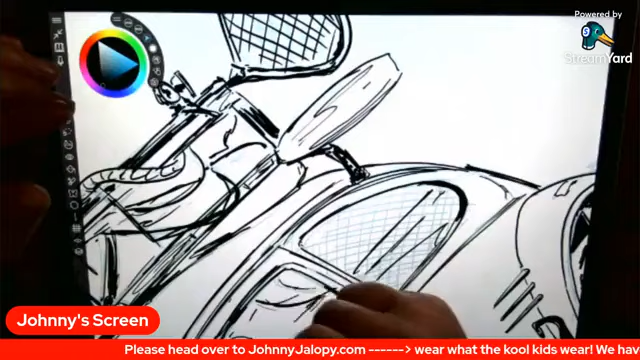 Powered by
StreamYard
Johnny's Screen
Please head over to JohnnyJalopy.com ------> wear what the kool kids wear! We hav